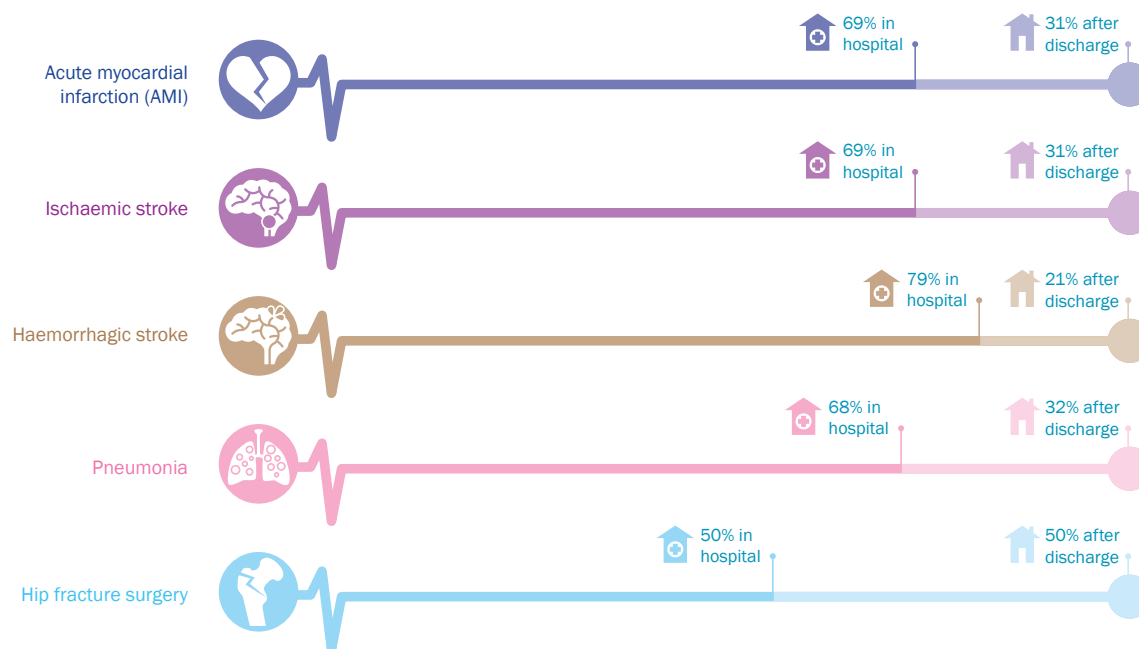 69% in
hospital
31% after
discharge
Acute myocardial
infarction (AMI)
69% in
hospital
31% after
discharge
Ischaemic stroke
79% in
hospital
21% after
discharge
Haemorrhagic stroke
68% in
hospital
32% after
discharge
Pneumonia
50% in
hospital
50% after
discharge
Hip fracture surgery